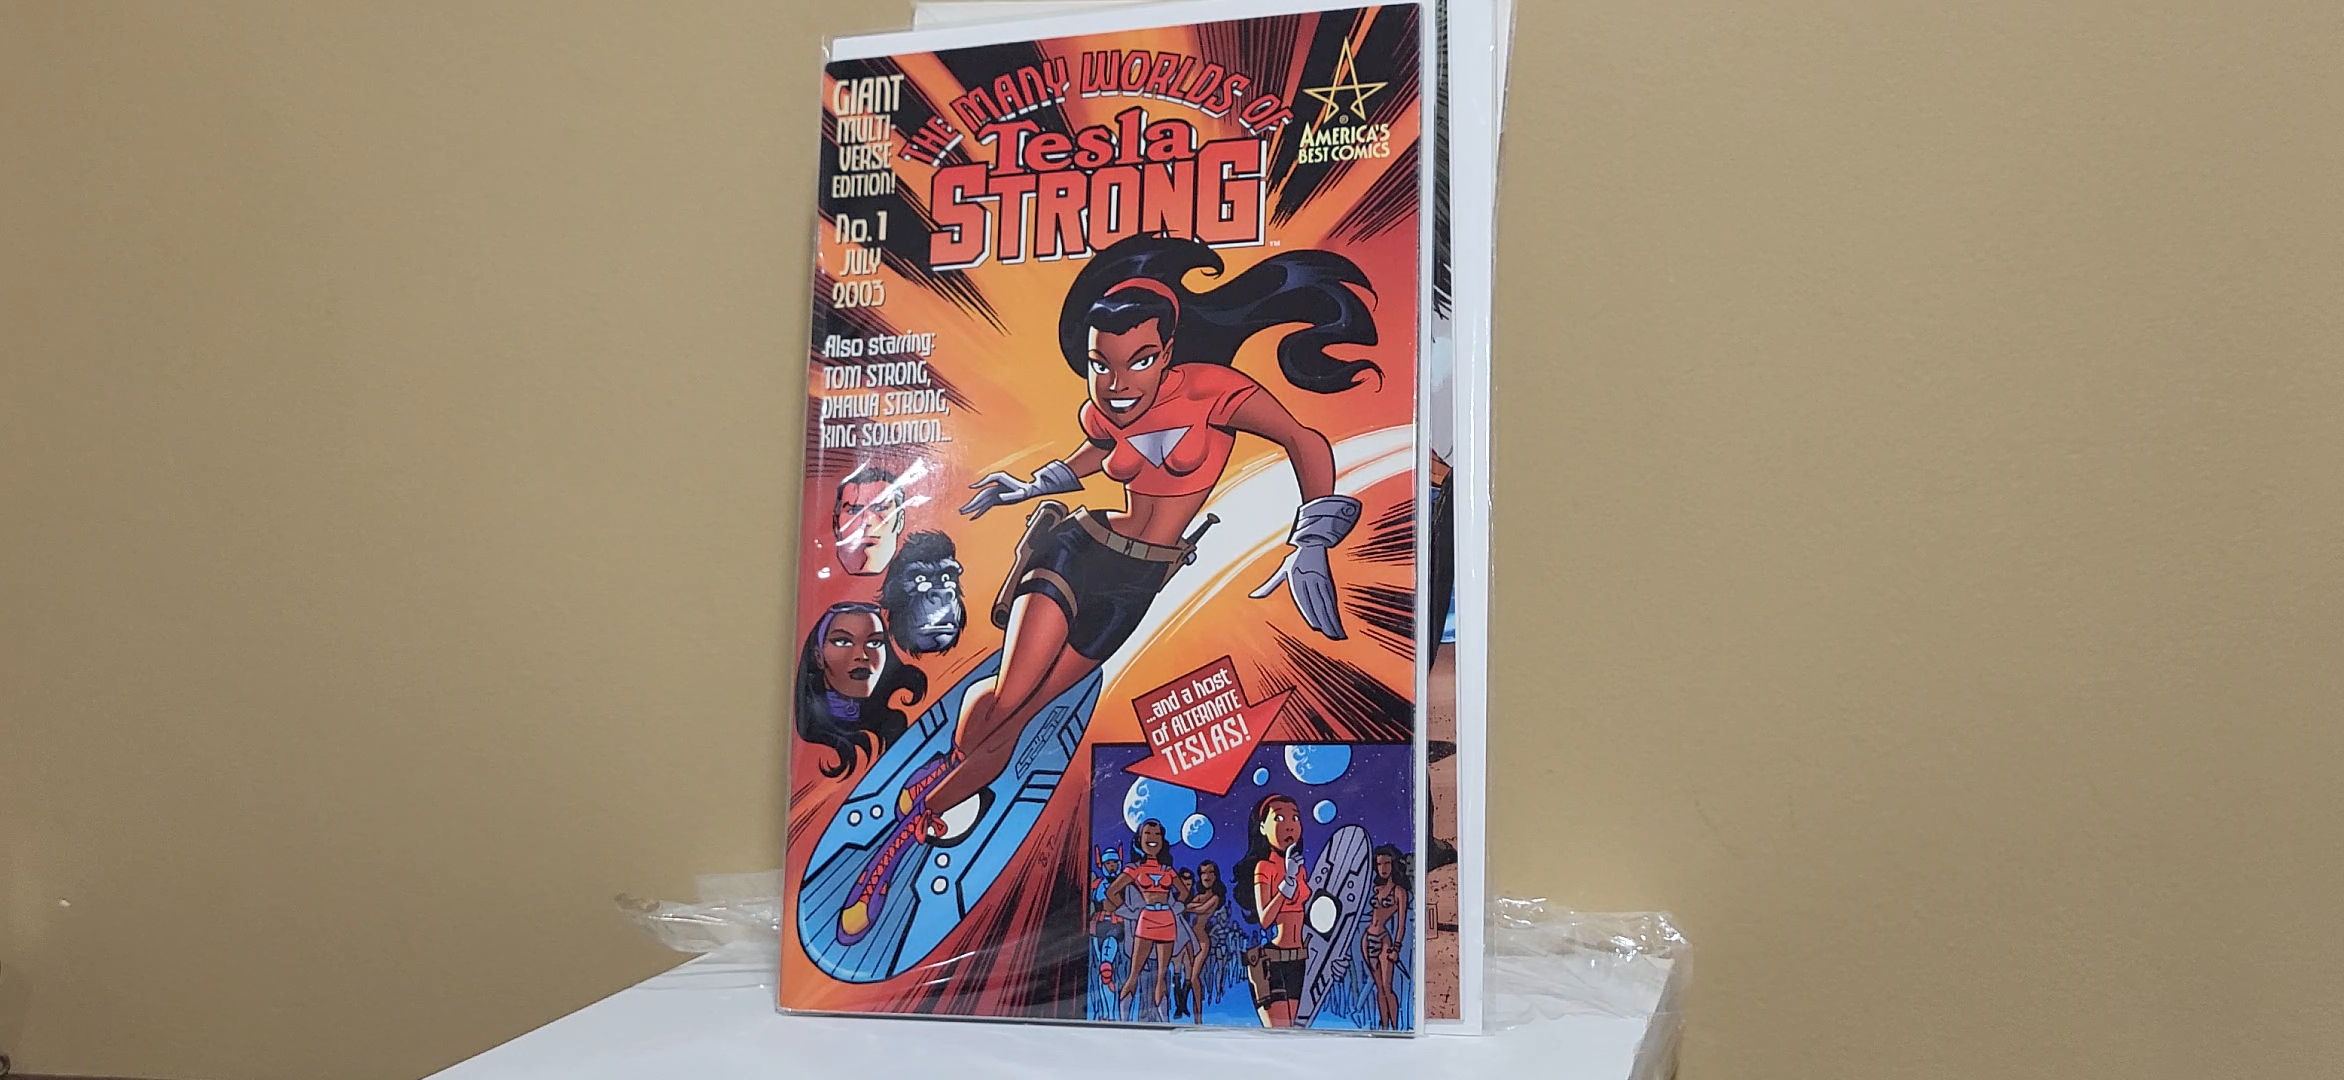 GIANT
MULTI-
VERSE
EDITION!
No. 1
JULY
2003
THE MANY WORLDS OF
Tesla
STRONG
™
®
AMERICA'S
BEST COMICS
Also starring:
TOM STRONG,
DHALUA STRONG,
KING SOLOMON...
...and a host
of ALTERNATE
TESLAS!
B.T.